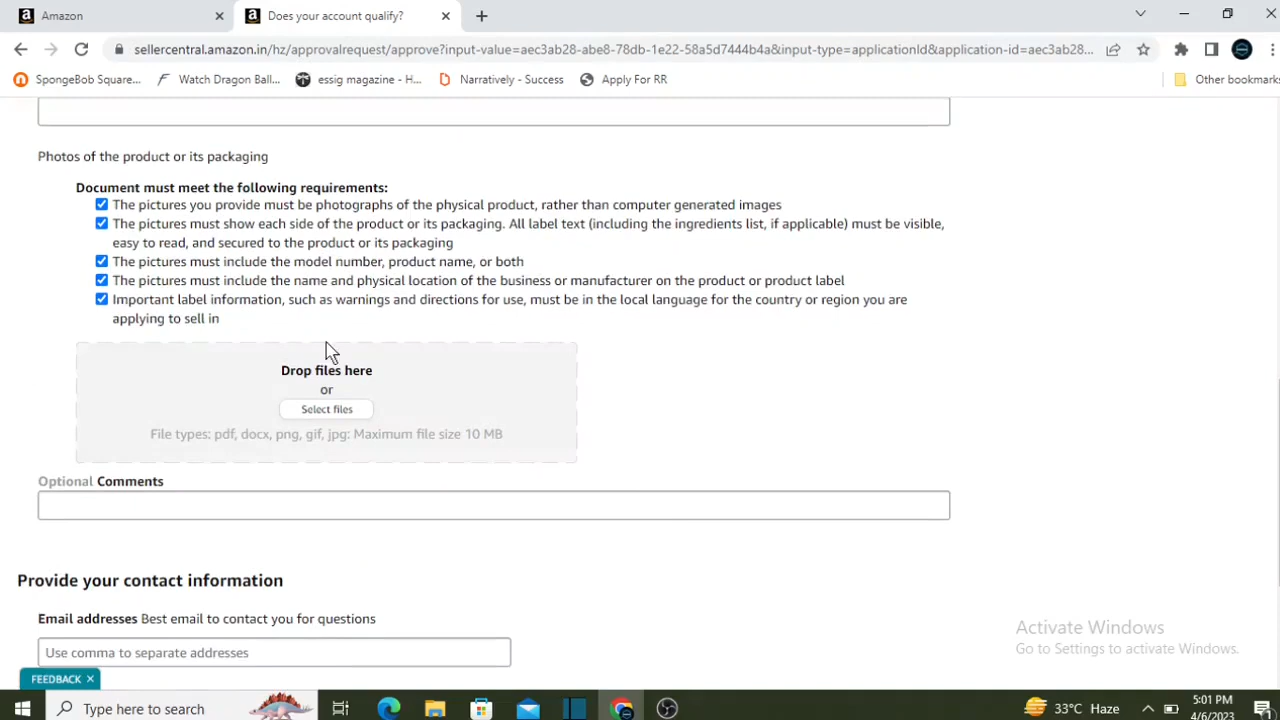 Amazon
Does your account qualify?
sellercentral.amazon.in/hz/approvalrequest/approve?input-value=aec3ab28-abe8-78db-1e22-58a5d7444b4a&input-type=applicationId&application-id=aec3ab28...
SpongeBob Square...
Watch Dragon Ball...
essig magazine - H...
Narratively - Success
Apply For RR
Other bookmarks
Photos of the product or its packaging
Document must meet the following requirements:
The pictures you provide must be photographs of the physical product, rather than computer generated images
The pictures must show each side of the product or its packaging. All label text (including the ingredients list, if applicable) must be visible,
easy to read, and secured to the product or its packaging
The pictures must include the model number, product name, or both
The pictures must include the name and physical location of the business or manufacturer on the product or product label
Important label information, such as warnings and directions for use, must be in the local language for the country or region you are
applying to sell in
Drop files here
or
Select files
File types: pdf, docx, png, gif, jpg: Maximum file size 10 MB
Optional Comments
Provide your contact information
Email addresses Best email to contact you for questions
Use comma to separate addresses
Activate Windows
Go to Settings to activate Windows.
FEEDBACK
Type here to search
33°C Haze
5:01 PM
4/6/2023